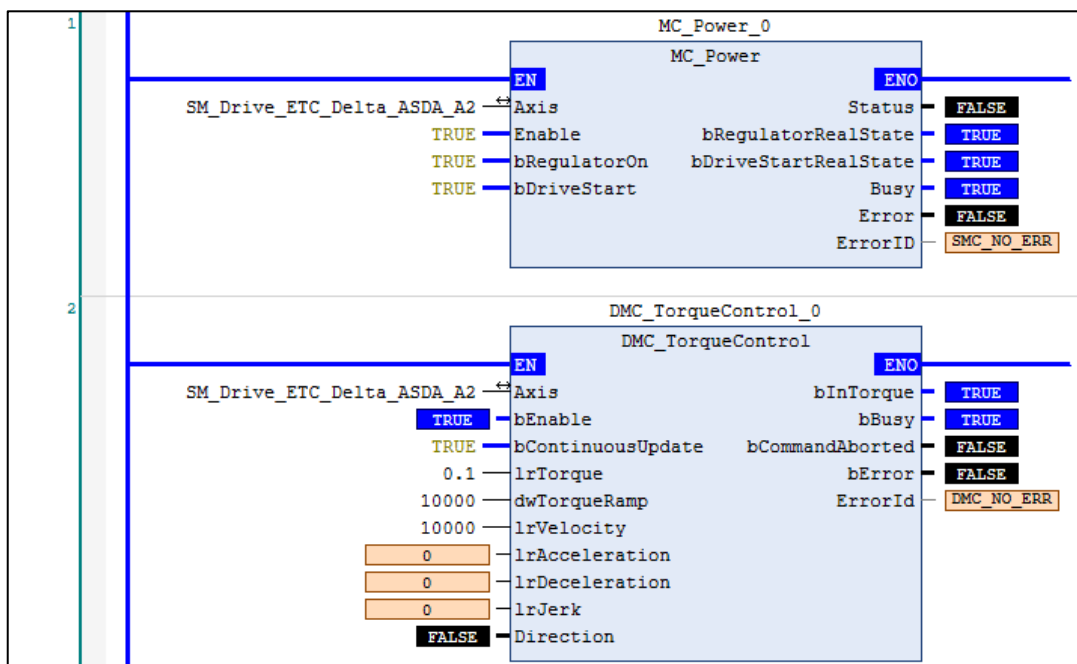 1
MC_Power_0
MC_Power
EN ENO
SM_Drive_ETC_Delta_ASDA_A2 Axis Status FALSE
TRUE Enable bRegulatorRealState TRUE
TRUE bRegulatorOn bDriveStartRealState TRUE
TRUE bDriveStart Busy TRUE
Error FALSE
ErrorID SMC_NO_ERR
2
DMC_TorqueControl_0
DMC_TorqueControl
EN ENO
SM_Drive_ETC_Delta_ASDA_A2 Axis bInTorque TRUE
TRUE bEnable bBusy TRUE
TRUE bContinuousUpdate bCommandAborted FALSE
0.1 lrTorque bError FALSE
10000 dwTorqueRamp ErrorId DMC_NO_ERR
10000 lrVelocity
0 lrAcceleration
0 lrDeceleration
0 lrJerk
FALSE Direction